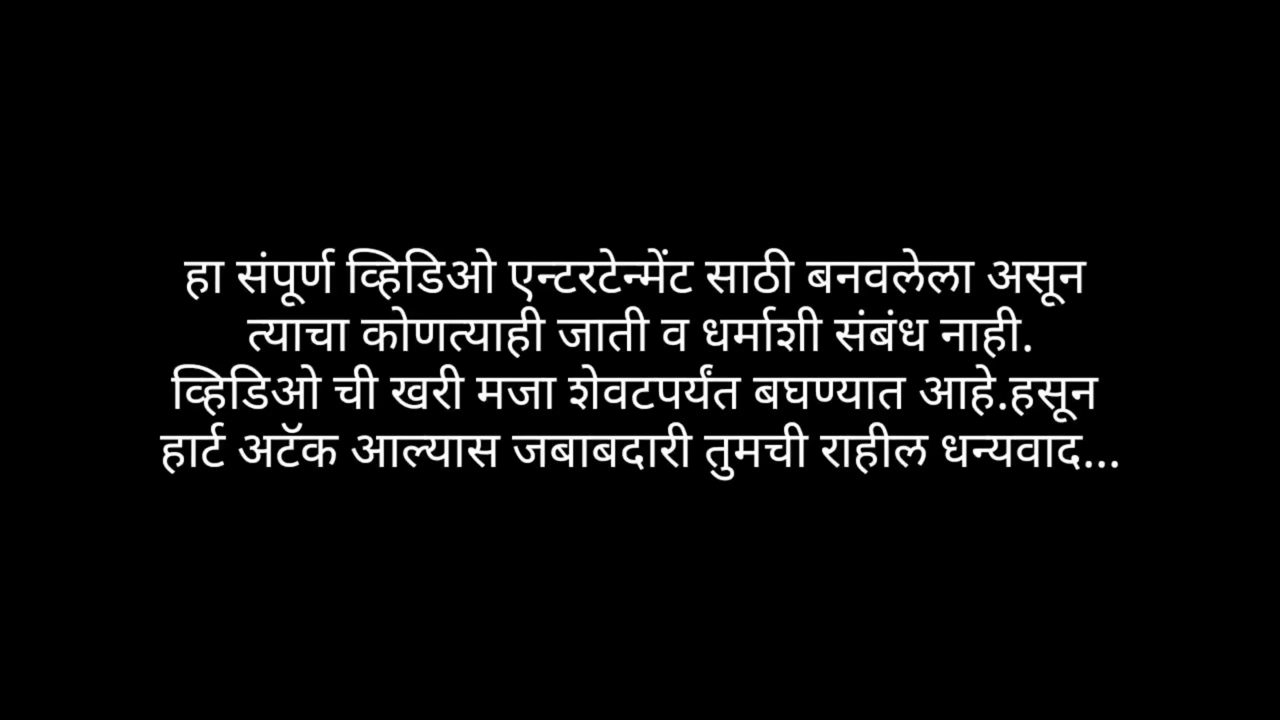 हा संपूर्ण व्हिडिओ एन्टरटेन्मेंट साठी बनवलेला असून
त्याचा कोणत्याही जाती व धर्माशी संबंध नाही.
व्हिडिओ ची खरी मजा शेवटपर्यंत बघण्यात आहे.हसून
हार्ट अटॅक आल्यास जबाबदारी तुमची राहील धन्यवाद...